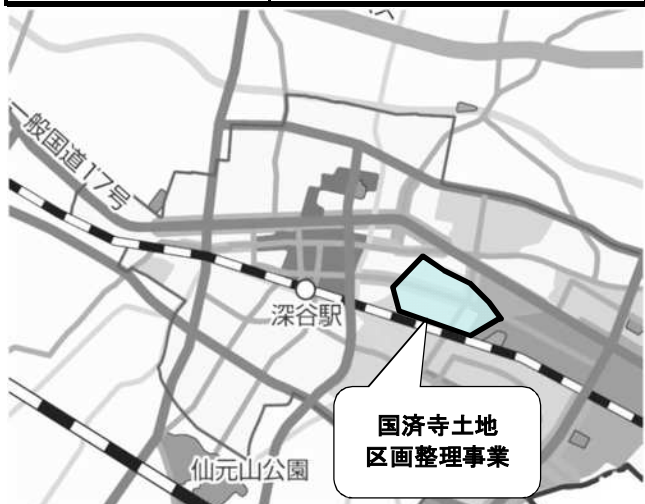 一般国道17号
深谷駅
国済寺土地
区画整理事業
仙元山公園